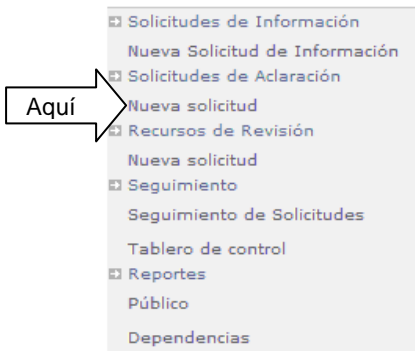 Solicitudes de Información
Nueva Solicitud de Información
Solicitudes de Aclaración
Aquí
Nueva solicitud
Recursos de Revisión
Nueva solicitud
Seguimiento
Seguimiento de Solicitudes
Tablero de control
Reportes
Público
Dependencias